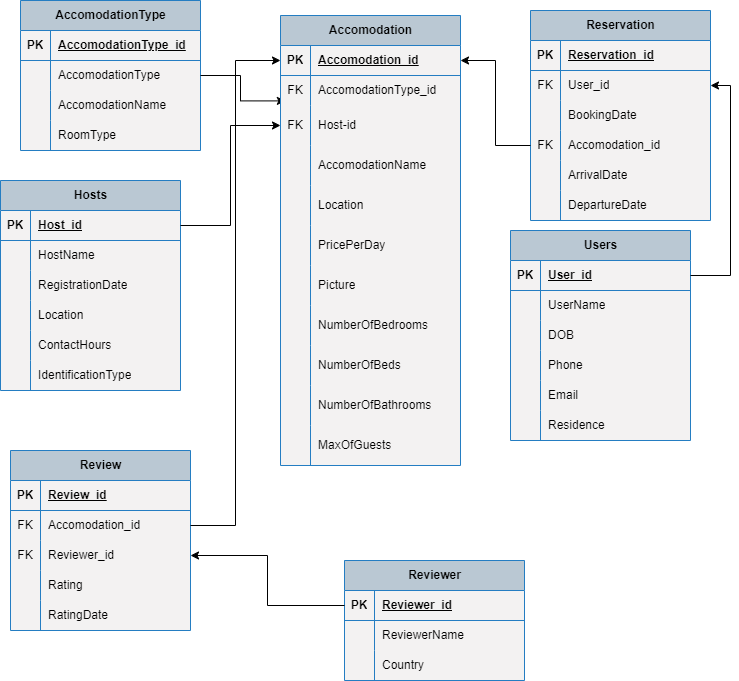 AccomodationType
PK AccomodationType_id
AccomodationType
AccomodationName
RoomType
Accomodation
PK Accomodation_id
FK AccomodationType_id
FK Host-id
AccomodationName
Location
PricePerDay
Picture
NumberOfBedrooms
NumberOfBeds
NumberOfBathrooms
MaxOfGuests
Reservation
PK Reservation_id
FK User_id
BookingDate
FK Accomodation_id
ArrivalDate
DepartureDate
Hosts
PK Host_id
HostName
RegistrationDate
Location
ContactHours
IdentificationType
Users
PK User_id
UserName
DOB
Phone
Email
Residence
Review
PK Review_id
FK Accomodation_id
FK Reviewer_id
Rating
RatingDate
Reviewer
PK Reviewer_id
ReviewerName
Country